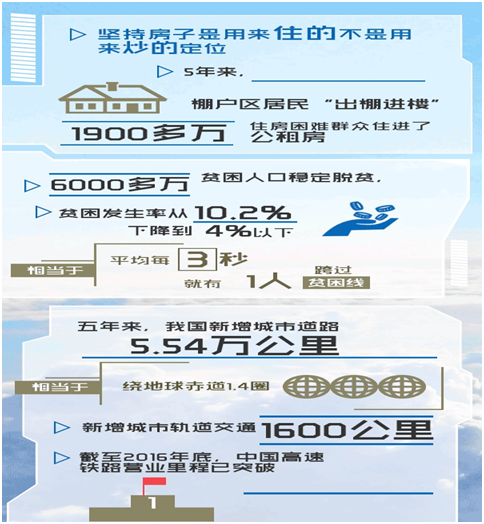 坚持房子是用来住的不是用
来炒的定位
5年来，
棚户区居民“出棚进楼”
1900多万 住房困难群众住进了
公租房
6000多万 贫困人口稳定脱贫，
贫困发生率从10.2%
下降到 4%以下
相当于 平均每3秒
就有1人 跨过
贫困线
五年来，我国新增城市道路
5.54万公里
相当于 绕地球赤道1.4圈
新增城市轨道交通1600公里
截至2016年底，中国高速
铁路营业里程已突破
1